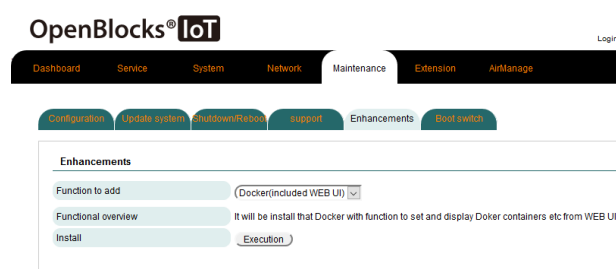 OpenBlocks® IoT
Login
Dashboard Service System Network Maintenance Extension AirManage
Configuration Update system Shutdown/Reboot support Enhancements Boot switch
Enhancements
Function to add Docker(included WEB UI)
Functional overview It will be install that Docker with function to set and display Doker containers etc from WEB UI
Install Execution